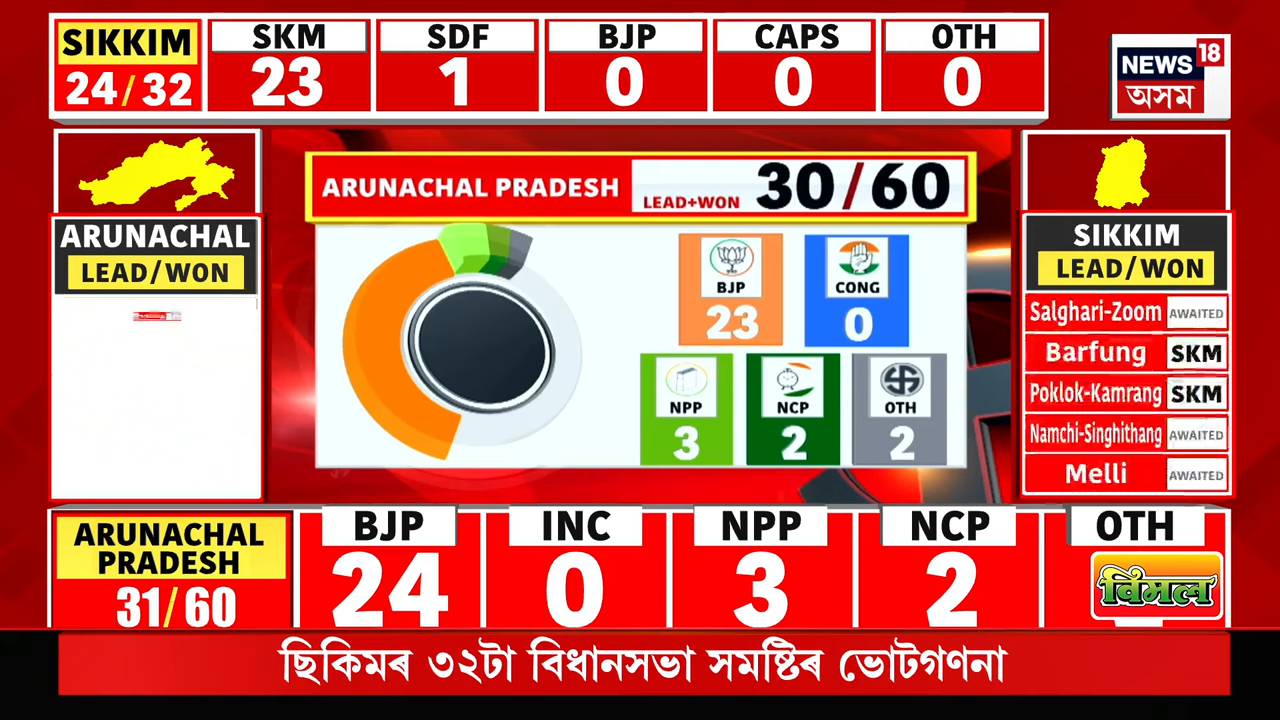 SIKKIM
24/32
SKM
23
SDF
1
BJP
0
CAPS
0
OTH
0
NEWS 18
অসম
ARUNACHAL PRADESH
LEAD+WON
30/60
ARUNACHAL
LEAD/WON
BJP
23
CONG
0
NPP
3
NCP
2
OTH
2
SIKKIM
LEAD/WON
Salghari-Zoom AWAITED
Barfung SKM
Poklok-Kamrang SKM
Namchi-Singhithang AWAITED
Melli AWAITED
ARUNACHAL
PRADESH
31/60
BJP
24
INC
0
NPP
3
NCP
2
OTH
বিমল
ছিকিমৰ ৩২টা বিধানসভা সমষ্টিৰ ভোটগণনা